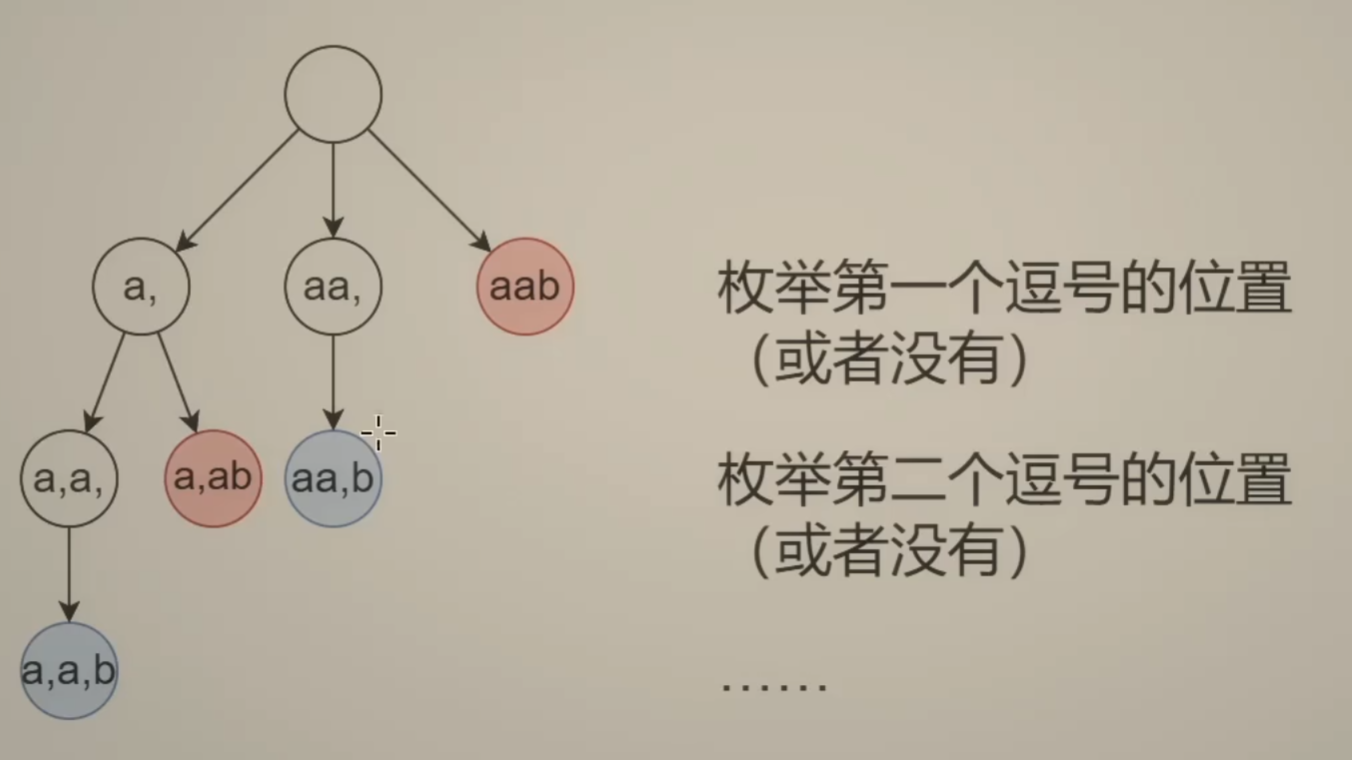 a,
aa,
aab
枚举第一个逗号的位置
（或者没有）
a,a,
a,ab
aa,b
枚举第二个逗号的位置
（或者没有）
a,a,b
……